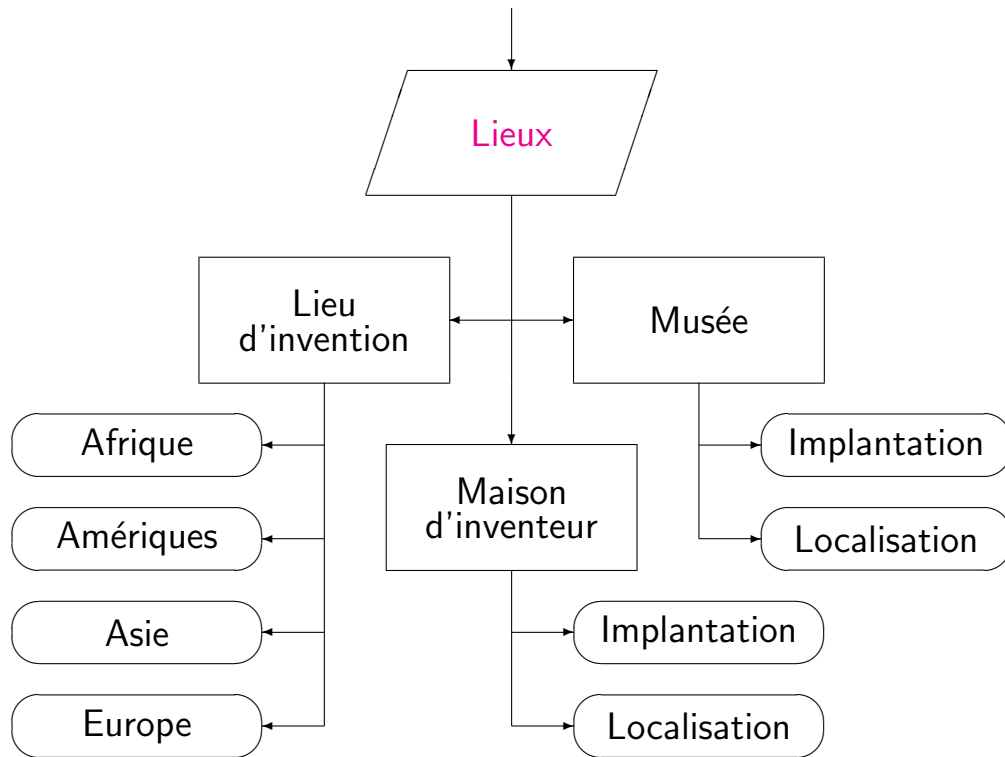 Lieux
Lieu
d'invention
Musée
Afrique
Amériques
Asie
Europe
Maison
d'inventeur
Implantation
Localisation
Implantation
Localisation